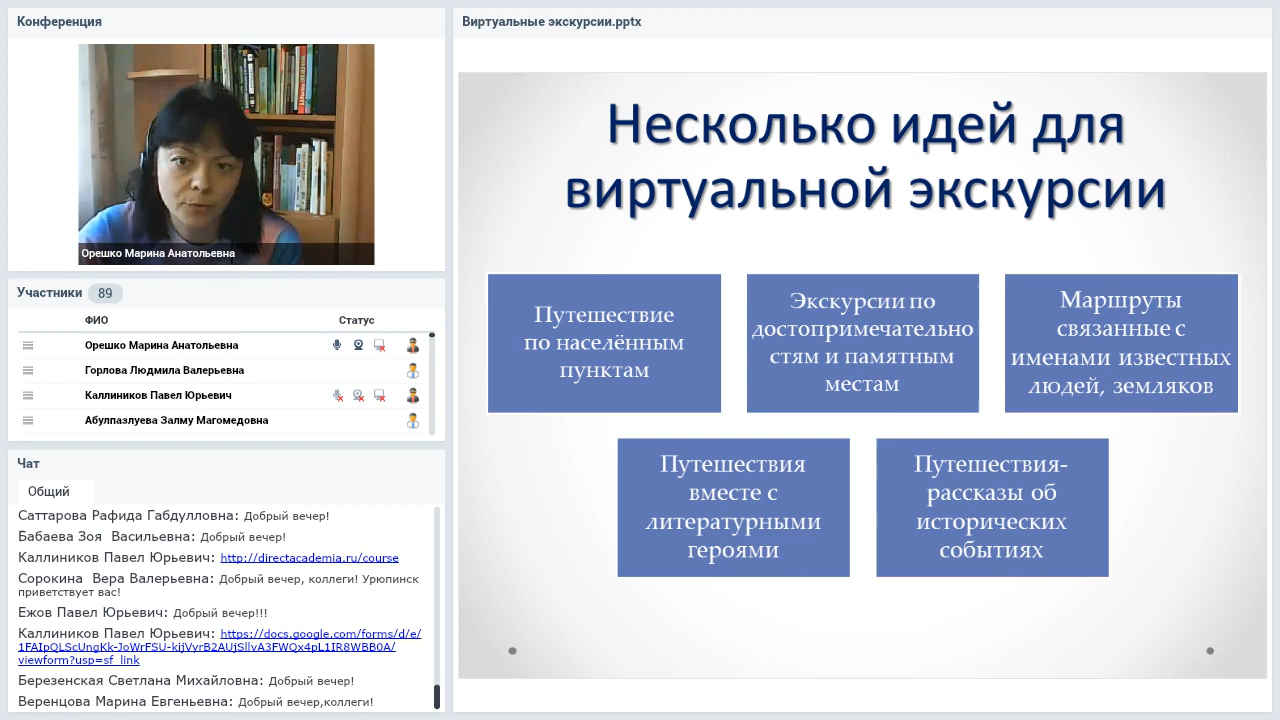 Конференция
Орешко Марина Анатольевна
Участники 89
ФИО Статус
Орешко Марина Анатольевна
Горлова Людмила Валерьевна
Каллиников Павел Юрьевич
Абулпазлуева Залму Магомедовна
Чат
Общий
Саттарова Рафида Габдулловна: Добрый вечер!
Бабаева Зоя Васильевна: Добрый вечер!
Каллиников Павел Юрьевич: http://directacademia.ru/course
Сорокина Вера Валерьевна: Добрый вечер, коллеги! Урюпинск
приветствует вас!
Ежов Павел Юрьевич: Добрый вечер!!!
Каллиников Павел Юрьевич: https://docs.google.com/forms/d/e/
1FAIpQLScUngKk-JoWrFSU-kijVyrB2AUjSllvA3FWQx4pL1IR8WBB0A/
viewform?usp=sf_link
Березенская Светлана Михайловна: Добрый вечер!
Веренцова Марина Евгеньевна: Добрый вечер,коллеги!
Виртуальные экскурсии.pptx
Несколько идей для
виртуальной экскурсии
Путешествие
по населённым
пунктам
Экскурсии по
достопримечательно
стям и памятным
местам
Маршруты
связанные с
именами известных
людей, земляков
Путешествия
вместе с
литературными
героями
Путешествия-
рассказы об
исторических
событиях